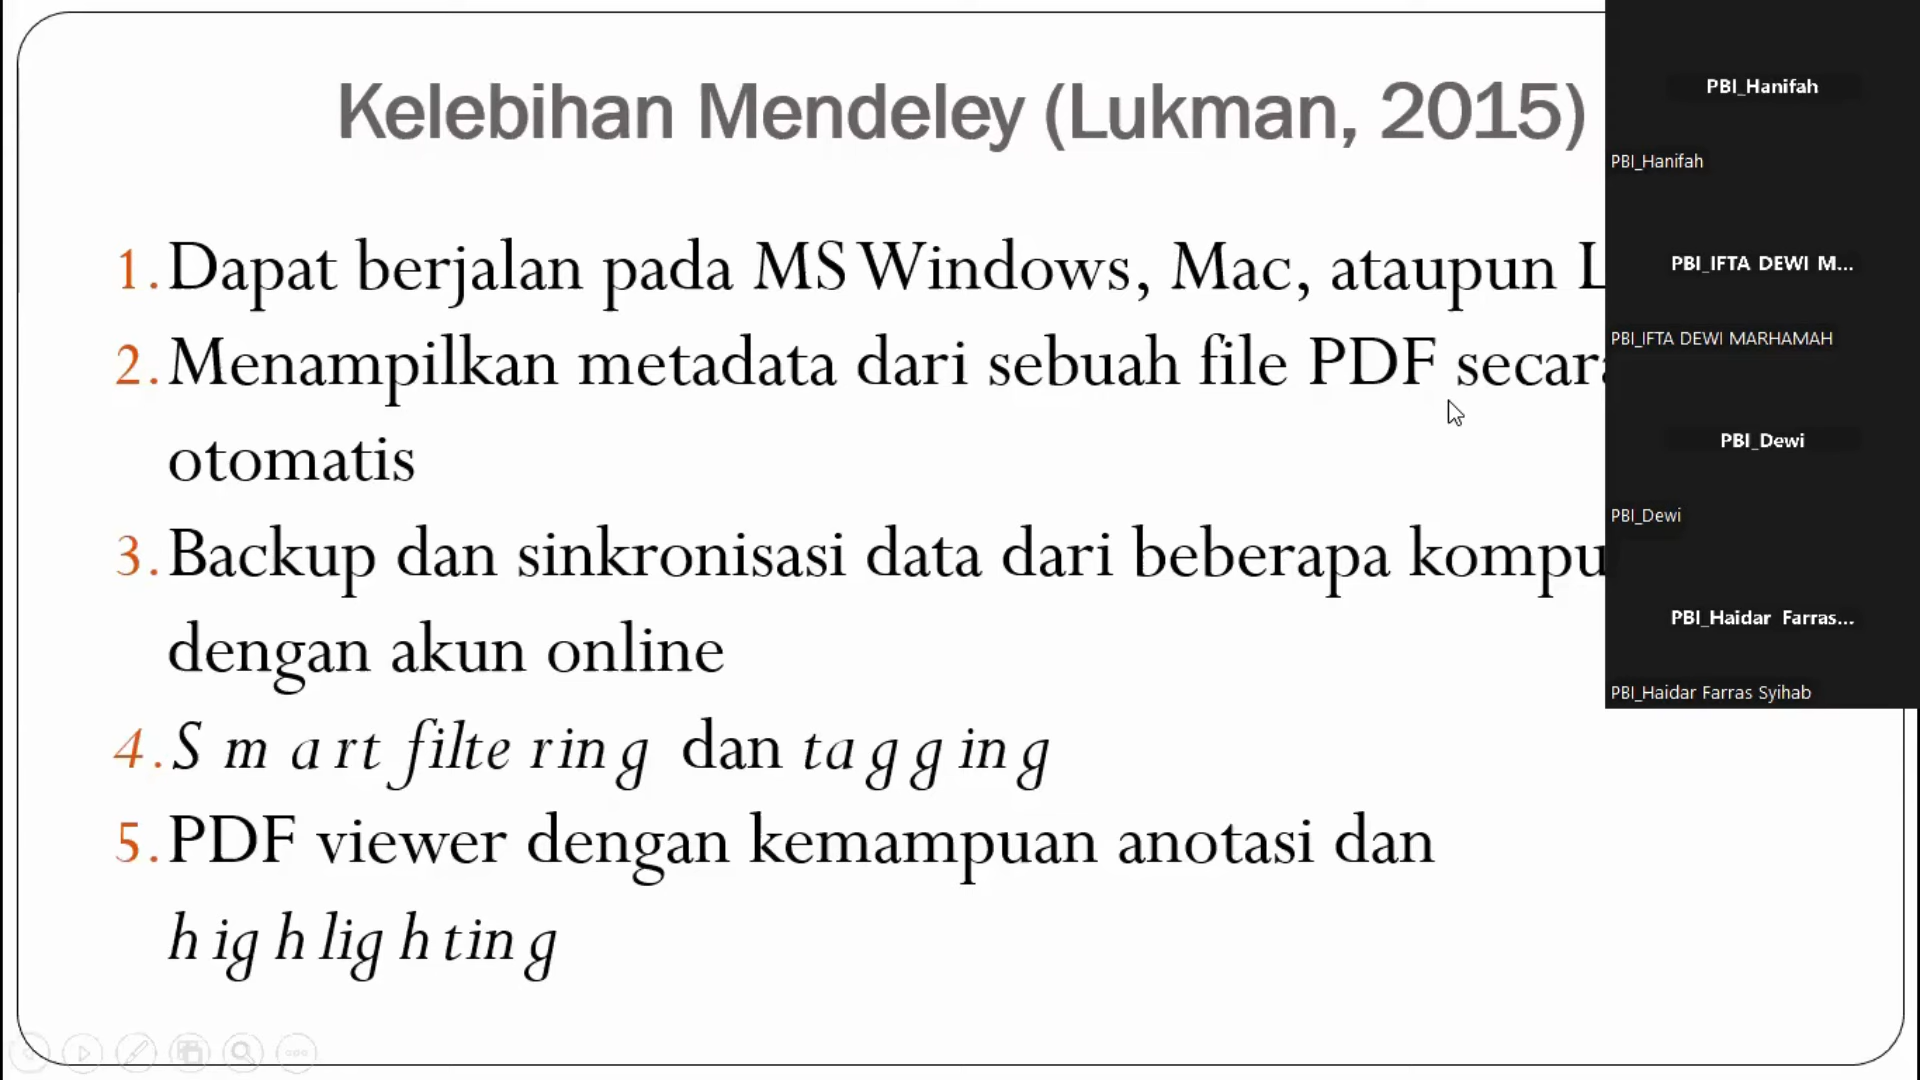 Kelebihan Mendeley (Lukman, 2015)
1. Dapat berjalan pada MS Windows, Mac, ataupun
2. Menampilkan metadata dari sebuah file PDF
otomatis
3. Backup dan sinkronisasi data dari beberapa
dengan akun online
4. Smart filtering dan tagging
5. PDF viewer dengan kemampuan anotasi dan
highlighting
PBI_Hanifah
PBI_Hanifah
PBI_IFTA DEWI M...
PBI_IFTA DEWI MARHAMAH
PBI_Dewi
PBI_Dewi
PBI_Haidar Farras...
PBI_Haidar Farras Syihab